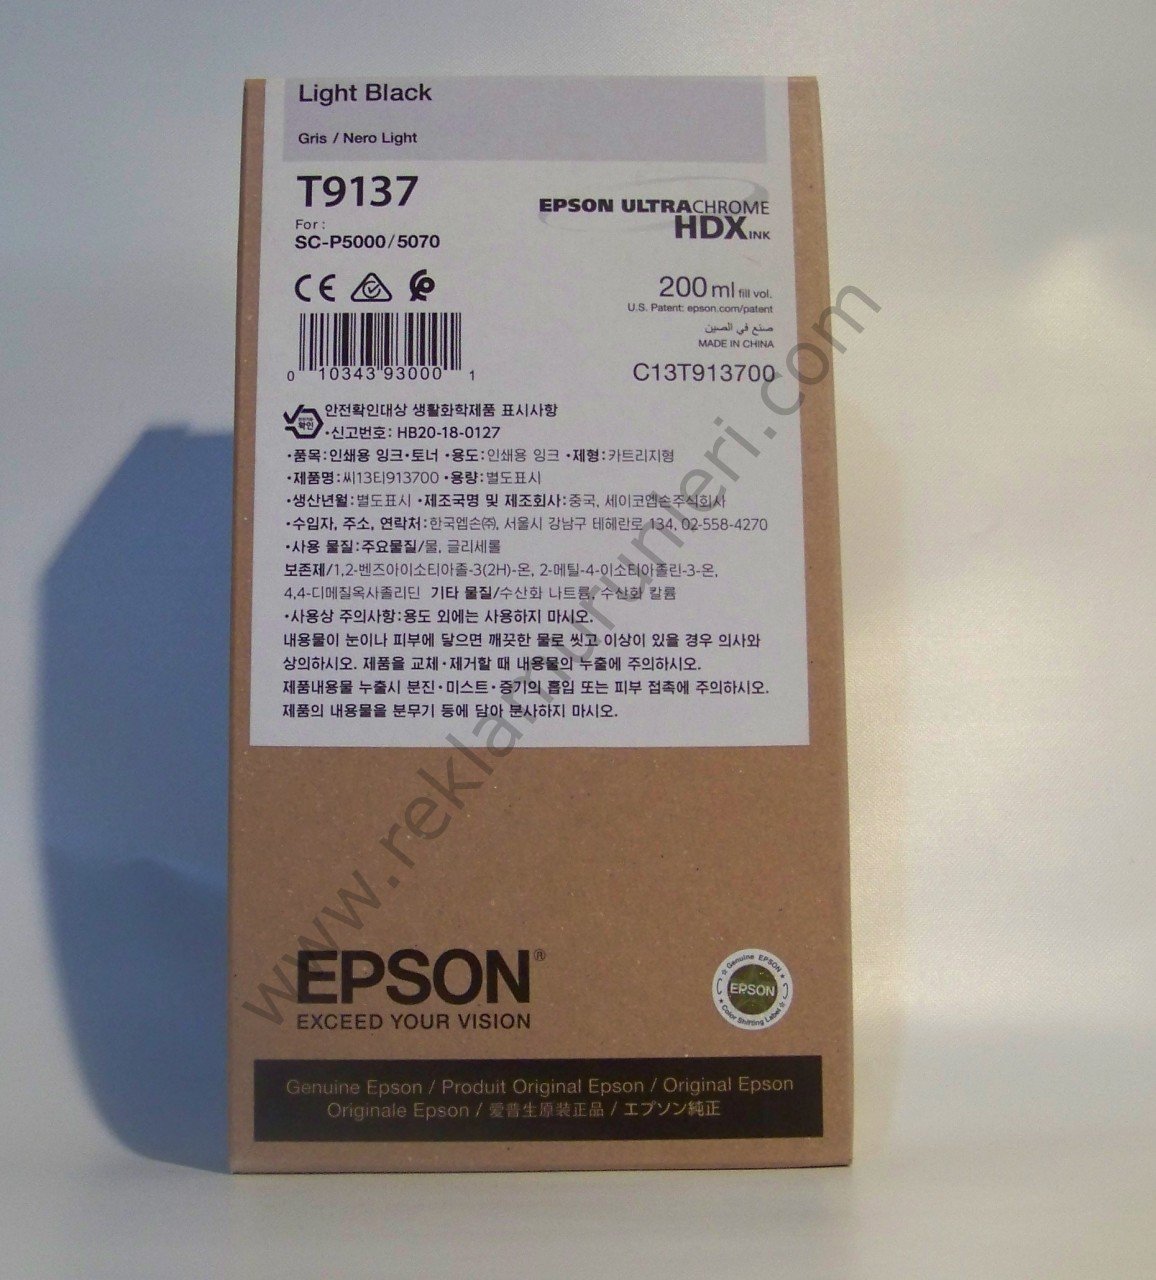 Light Black
Gris / Nero Light
T9137
For :
SC-P5000/5070
EPSON ULTRACHROME
HDX INK
CE
200 ml fill vol.
U.S. Patent: epson.com/patent
صنع في الصين
MADE IN CHINA
C13T913700
0 10343 93000 1
확인
안전확인대상 생활화학제품 표시사항
•신고번호: HB20-18-0127
•품목:인쇄용 잉크•토너 •용도:인쇄용 잉크 •제형:카트리지형
•제품명:씨13티913700 •용량:별도표시
•생산년월:별도표시 •제조국명 및 제조회사:중국, 세이코엡손주식회사
•수입자, 주소, 연락처:한국엡손㈜, 서울시 강남구 테헤란로 134, 02-558-4270
•사용 물질:주요물질/물, 글리세롤
보존제/1,2-벤즈아이소티아졸-3(2H)-온, 2-메틸-4-이소티아졸린-3-온,
4,4-디메질옥사졸리딘 기타 물질/수산화 나트륨, 수산화 칼륨
•사용상 주의사항:용도 외에는 사용하지 마시오.
내용물이 눈이나 피부에 닿으면 깨끗한 물로 씻고 이상이 있을 경우 의사와
상의하시오. 제품을 교체•제거할 때 내용물의 누출에 주의하시오.
제품내용물 누출시 분진•미스트•증기의 흡입 또는 피부 접촉에 주의하시오.
제품의 내용물을 분무기 등에 담아 분사하지 마시오.
www.reklamurunleri.com
EPSON®
EXCEED YOUR VISION
Genuine EPSON
EPSON
Color Shifting Label
Genuine Epson / Produit Original Epson / Original Epson
Originale Epson / 爱普生原装正品 / エプソン純正